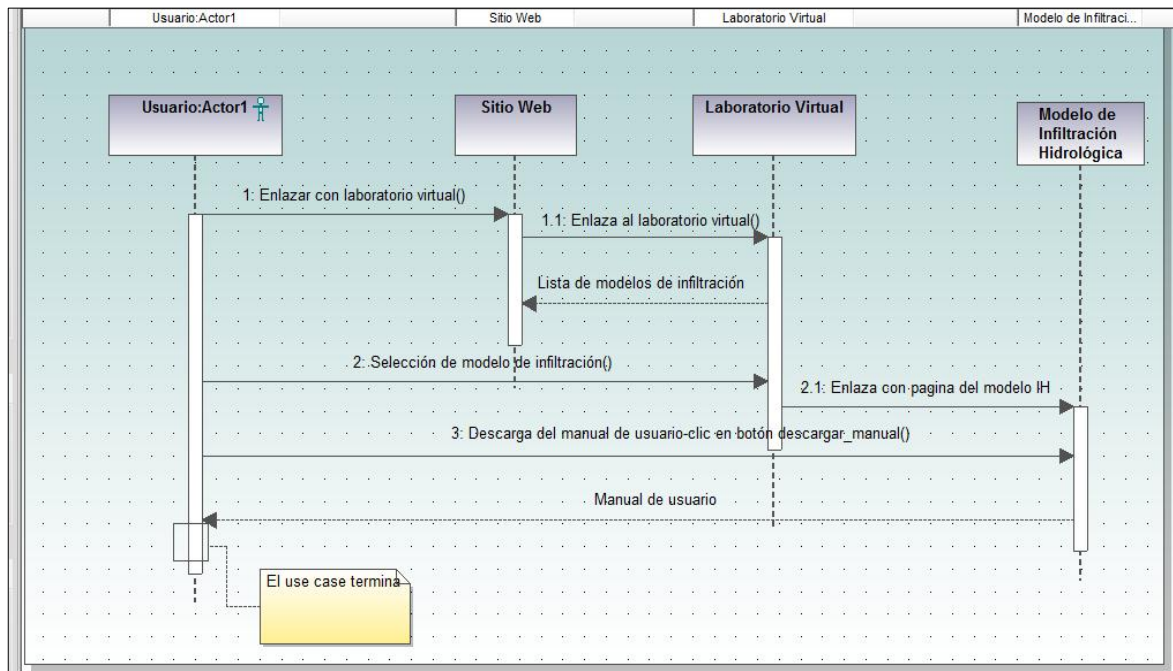 Usuario:Actor1
Sitio Web
Laboratorio Virtual
Modelo de Infiltraci...
Usuario:Actor1
Sitio Web
Laboratorio Virtual
Modelo de
Infiltración
Hidrológica
1: Enlazar con laboratorio virtual()
1.1: Enlaza al laboratorio virtual()
Lista de modelos de infiltración
2: Selección de modelo de infiltración()
2.1: Enlaza con pagina del modelo IH
3: Descarga del manual de usuario-clic en botón descargar_manual()
Manual de usuario
El use case termina